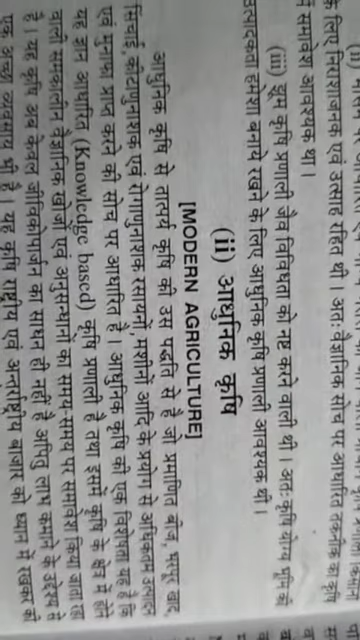 के लिए निराशाजनक एवं उत्साह रहित थी। अतः वैज्ञानिक सोच पर आधारित तकनीक का कृषि
में समावेश आवश्यक था।
(iii) झूम कृषि प्रणाली जैव विविधता को नष्ट करने वाली थी। अतः कृषि योग्य भूमि की
उत्पादकता हमेशा बनाये रखने के लिए आधुनिक कृषि प्रणाली आवश्यक थी।
(ii) आधुनिक कृषि
[MODERN AGRICULTURE]
आधुनिक कृषि से तात्पर्य कृषि की उस पद्धति से है जो प्रमाणित बीज, भरपूर खाद,
सिंचाई, कीटाणुनाशक एवं रोगाणुनाशक रसायनों, मशीनों आदि के प्रयोग से अधिकतम उत्पादन
एवं मुनाफा प्राप्त करने की सोच पर आधारित है। आधुनिक कृषि की एक विशेषता यह है कि
यह ज्ञान आधारित (Knowledge based) कृषि प्रणाली है तथा इसमें कृषि के क्षेत्र में होने
वाली समकालीन वैज्ञानिक खोजों एवं अनुसन्धानों का समय-समय पर समावेश किया जाता रहा
है। यह कृषि अब केवल जीविकोपार्जन का साधन ही नहीं है अपितु लाभ कमाने के उद्देश्य से
एक अच्छा व्यवसाय भी है। यह कृषि राष्ट्रीय एवं अन्तर्राष्ट्रीय बाजार को ध्यान में रखकर की